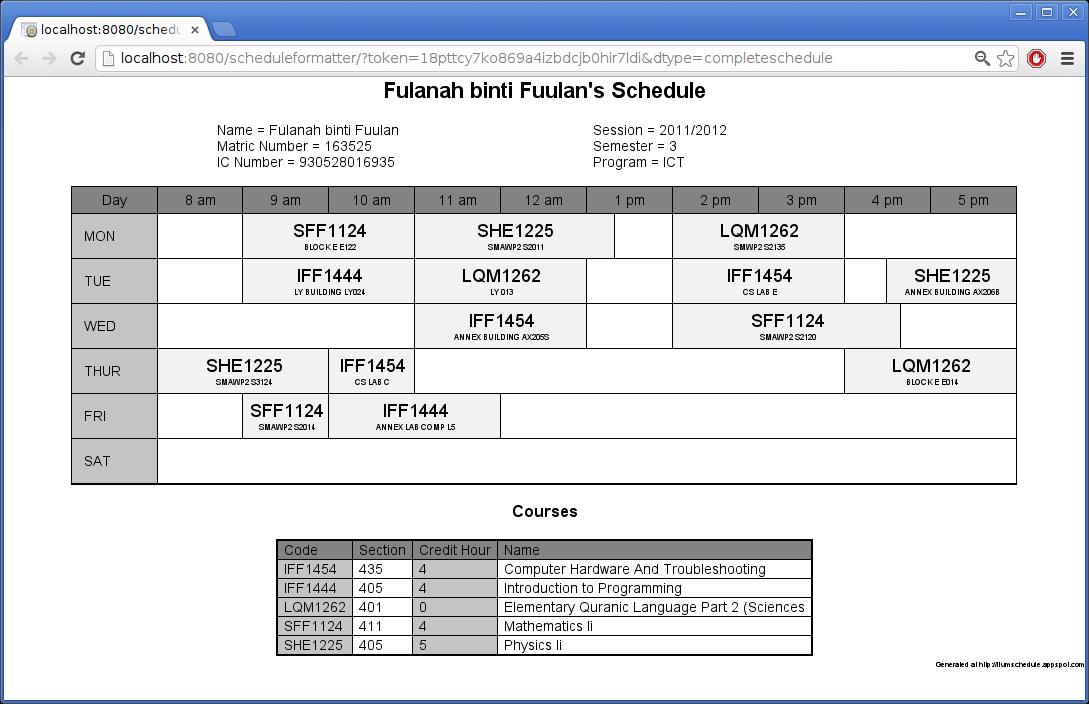 localhost:8080/schedu
localhost:8080/scheduleformatter/?token=18pttcy7ko869a4izbdcjb0hir7ldi&dtype=completeschedule
Fulanah binti Fuulan's Schedule
Name = Fulanah binti Fuulan
Matric Number = 163525
IC Number = 930528016935
Session = 2011/2012
Semester = 3
Program = ICT
Day 8 am 9 am 10 am 11 am 12 am 1 pm 2 pm 3 pm 4 pm 5 pm
MON SFF1124 SHE1225 LQM1262
BLOCK E E122 SMAWP2 S2011 SMWP2 S2135
TUE IFF1444 LQM1262 IFF1454 SHE1225
LY BUILDING LY024 LY 013 CS LAB E ANNEX BUILDING AX206B
WED IFF1454 SFF1124
ANNEX BUILDING AX205S SMAWP2 S2120
THUR SHE1225 IFF1454 LQM1262
SMAWP2 S3124 CS LAB C BLOCK E E014
FRI SFF1124 IFF1444
SMAWP2 S2014 ANNEX LAB COMP L5
SAT
Courses
Code Section Credit Hour Name
IFF1454 435 4 Computer Hardware And Troubleshooting
IFF1444 405 4 Introduction to Programming
LQM1262 401 0 Elementary Quranic Language Part 2 (Sciences
SFF1124 411 4 Mathematics Ii
SHE1225 405 5 Physics Ii
Generated at http://iiumschedule.appspot.com